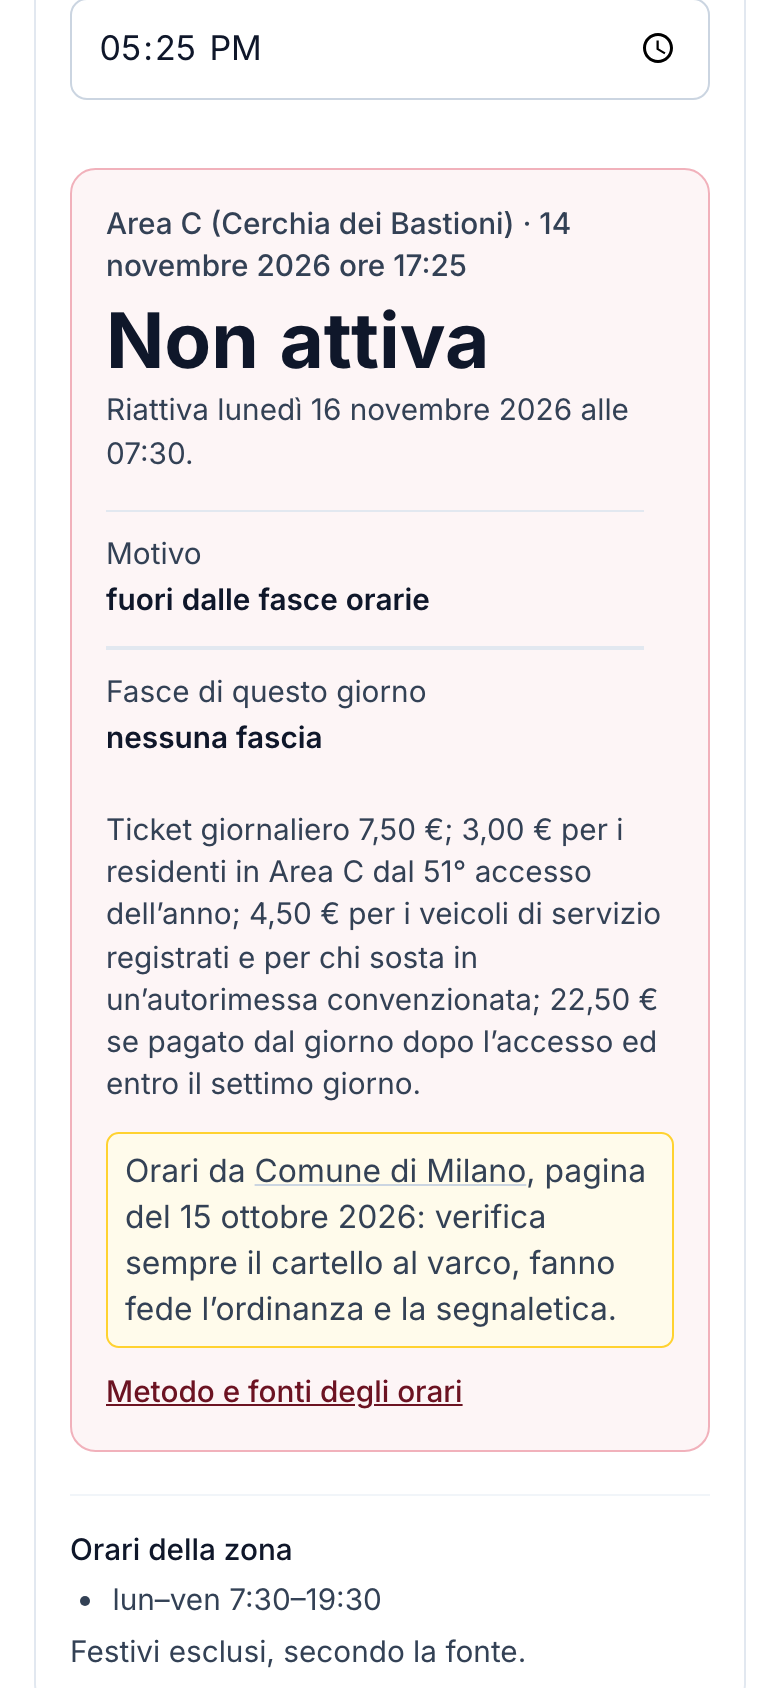 05:25 PM
Area C (Cerchia dei Bastioni) · 14
novembre 2026 ore 17:25
Non attiva
Riattiva lunedì 16 novembre 2026 alle
07:30.
Motivo
fuori dalle fasce orarie
Fasce di questo giorno
nessuna fascia
Ticket giornaliero 7,50 €; 3,00 € per i
residenti in Area C dal 51° accesso
dell’anno; 4,50 € per i veicoli di servizio
registrati e per chi sosta in
un’autorimessa convenzionata; 22,50 €
se pagato dal giorno dopo l’accesso ed
entro il settimo giorno.
Orari da Comune di Milano, pagina
del 15 ottobre 2026: verifica
sempre il cartello al varco, fanno
fede l’ordinanza e la segnaletica.
Metodo e fonti degli orari
Orari della zona
• lun–ven 7:30–19:30
Festivi esclusi, secondo la fonte.